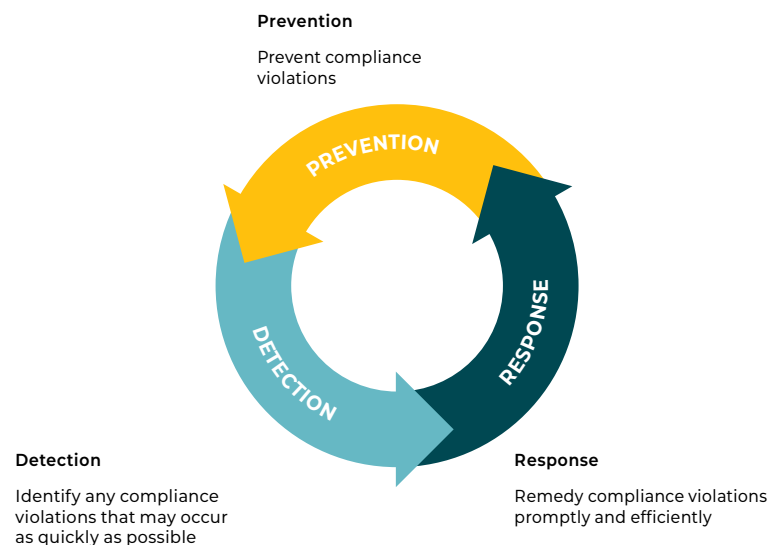 Prevention
Prevent compliance
violations
PREVENTION
DETECTION
RESPONSE
Detection
Identify any compliance
violations that may occur
as quickly as possible
Response
Remedy compliance violations
promptly and efficiently